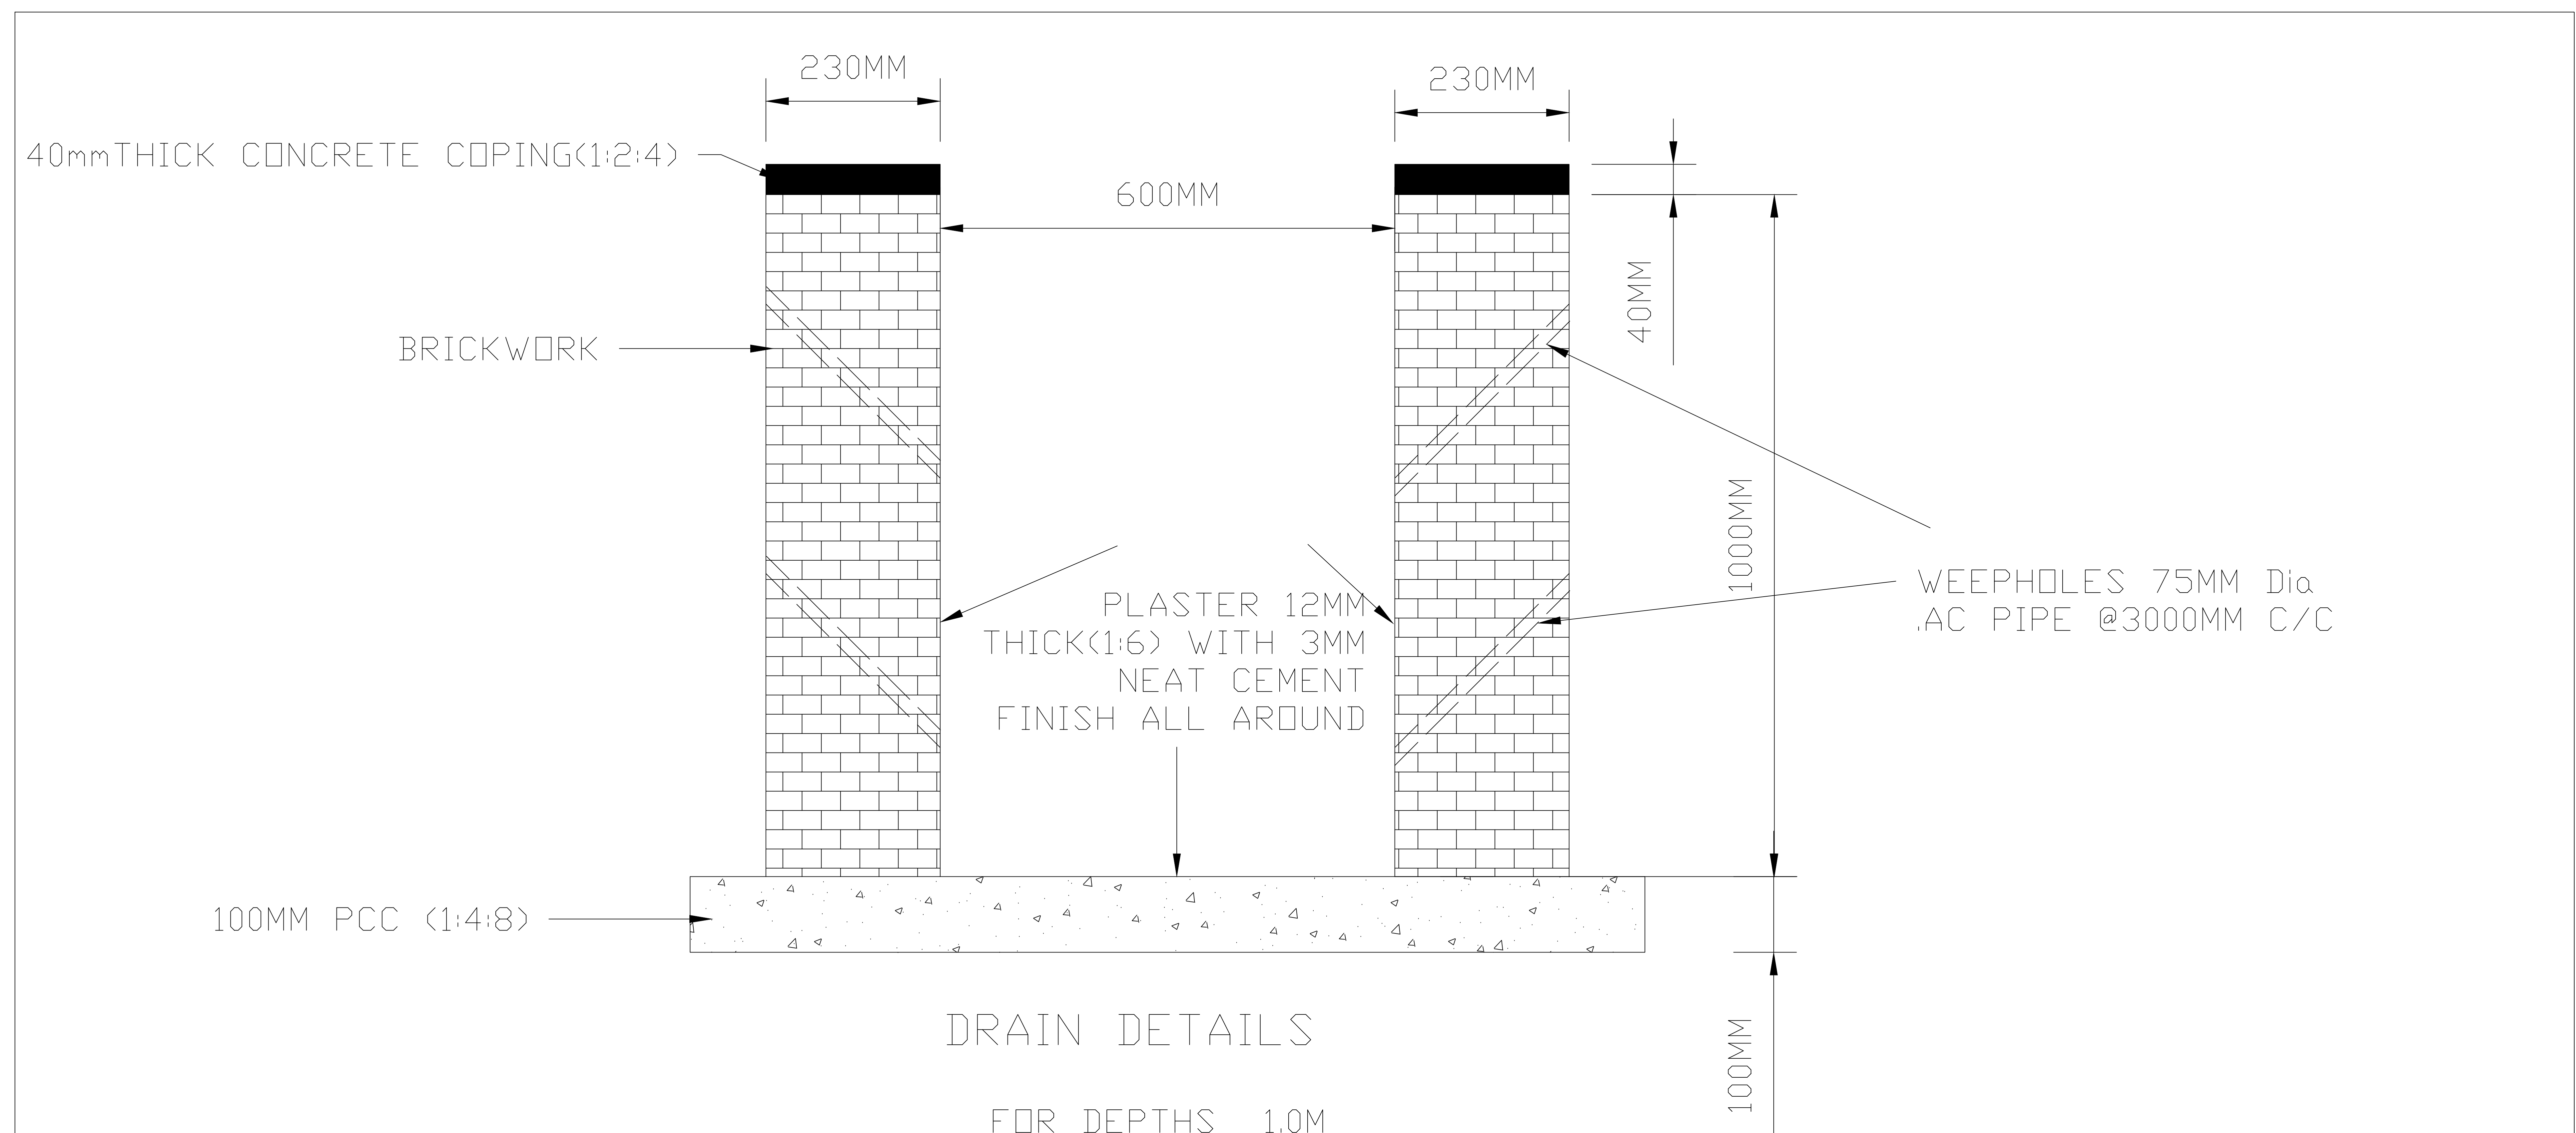 230MM
230MM
40mmTHICK CONCRETE COPING(1:2:4)
600MM
40MM
BRICKWORK
1000MM
WEEPHOLES 75MM Dia
.AC PIPE @3000MM C/C
PLASTER 12MM
THICK(1:6) WITH 3MM
NEAT CEMENT
FINISH ALL AROUND
100MM PCC (1:4:8)
DRAIN DETAILS
100MM
FOR DEPTHS 1.0M